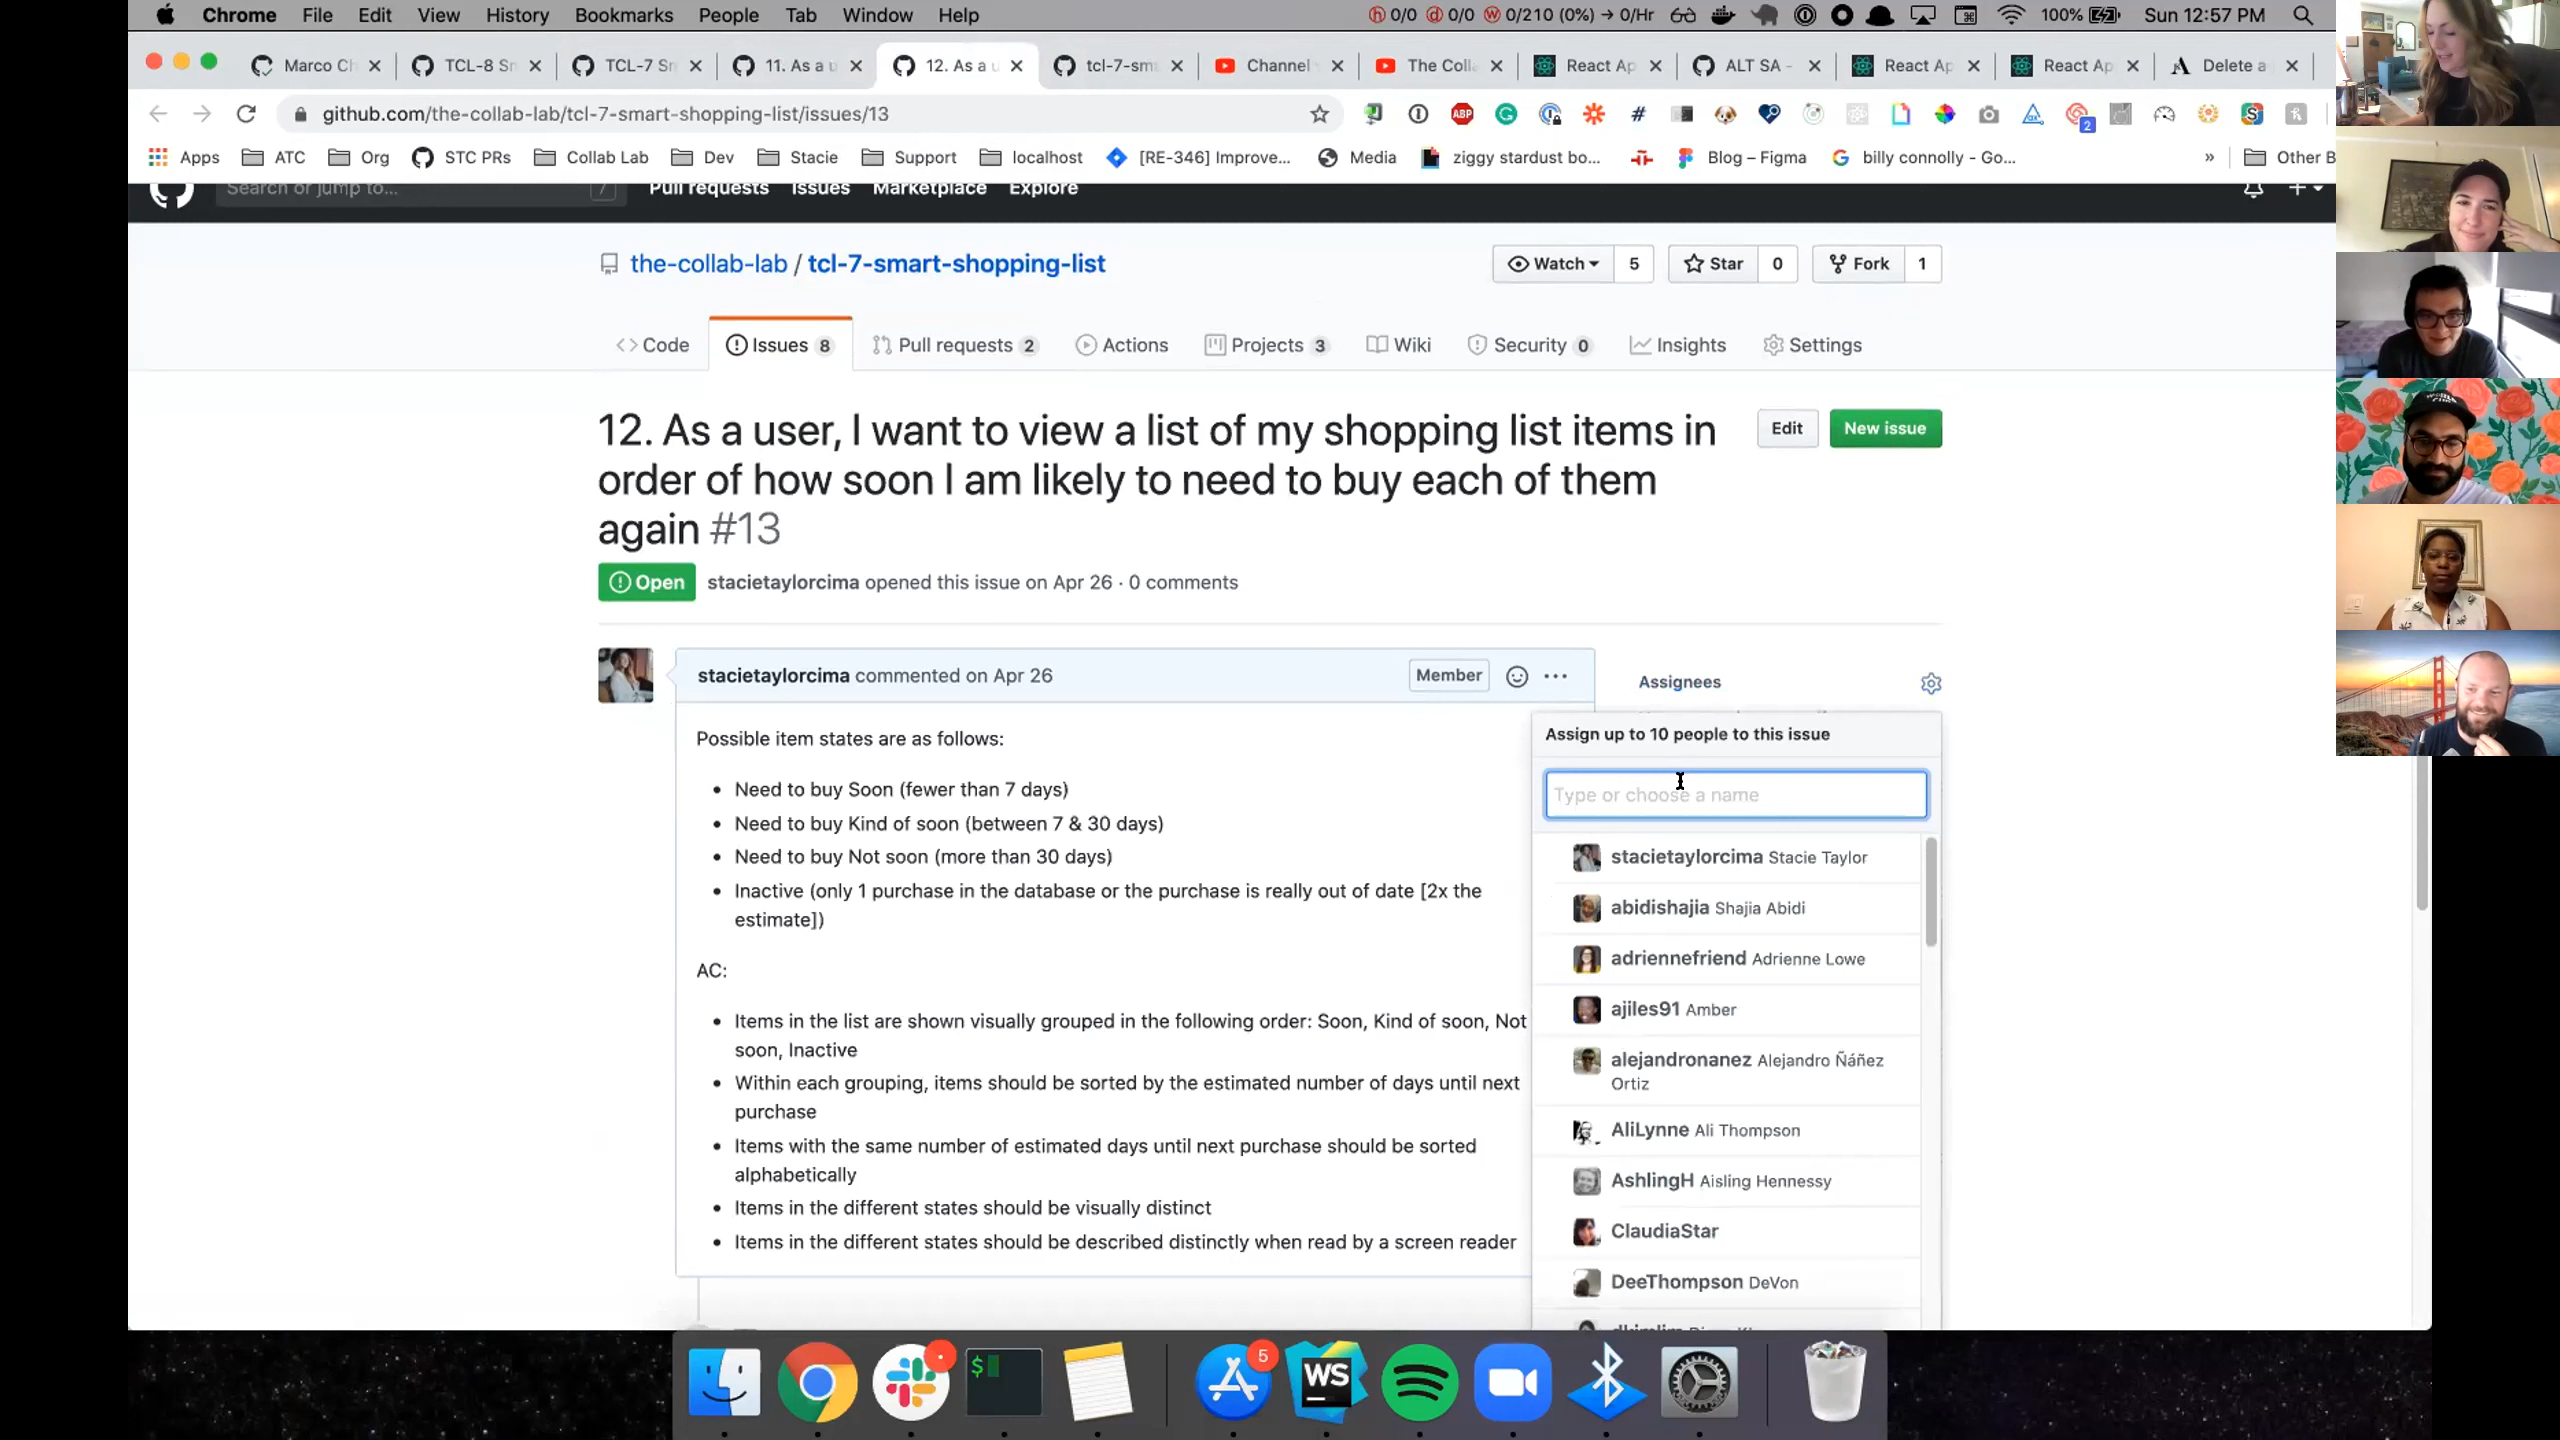 Chrome File Edit View History Bookmarks People Tab Window Help
0/0 0/0 0/210 (0%) → 0/Hr 100% Sun 12:57 PM
Marco Ch TCL-8 Sm TCL-7 Sm 11. As a u 12. As a u tcl-7-sma Channel The Coll React Ap ALT SA - React Ap React Ap Delete a
github.com/the-collab-lab/tcl-7-smart-shopping-list/issues/13
ABP
2
Apps ATC Org STC PRs Collab Lab Dev Stacie Support localhost [RE-346] Improve... Media ziggy stardust bo... Blog – Figma billy connolly - Go... » Other B
Search or jump to... / Pull requests Issues Marketplace Explore
the-collab-lab / tcl-7-smart-shopping-list
Watch 5 Star 0 Fork 1
Code Issues 8 Pull requests 2 Actions Projects 3 Wiki Security 0 Insights Settings
12. As a user, I want to view a list of my shopping list items in
order of how soon I am likely to need to buy each of them
again #13
Edit New issue
Open stacietaylorcima opened this issue on Apr 26 · 0 comments
stacietaylorcima commented on Apr 26 Member
Possible item states are as follows:
• Need to buy Soon (fewer than 7 days)
• Need to buy Kind of soon (between 7 & 30 days)
• Need to buy Not soon (more than 30 days)
• Inactive (only 1 purchase in the database or the purchase is really out of date [2x the
estimate])
AC:
• Items in the list are shown visually grouped in the following order: Soon, Kind of soon, Not
soon, Inactive
• Within each grouping, items should be sorted by the estimated number of days until next
purchase
• Items with the same number of estimated days until next purchase should be sorted
alphabetically
• Items in the different states should be visually distinct
• Items in the different states should be described distinctly when read by a screen reader
Assignees
Assign up to 10 people to this issue
Type or choose a name
stacietaylorcima Stacie Taylor
abidishajia Shajia Abidi
adriennefriend Adrienne Lowe
ajiles91 Amber
alejandronanez Alejandro Ñáñez
Ortiz
AliLynne Ali Thompson
AshlingH Aisling Hennessy
ClaudiaStar
DeeThompson DeVon
$
5
WS